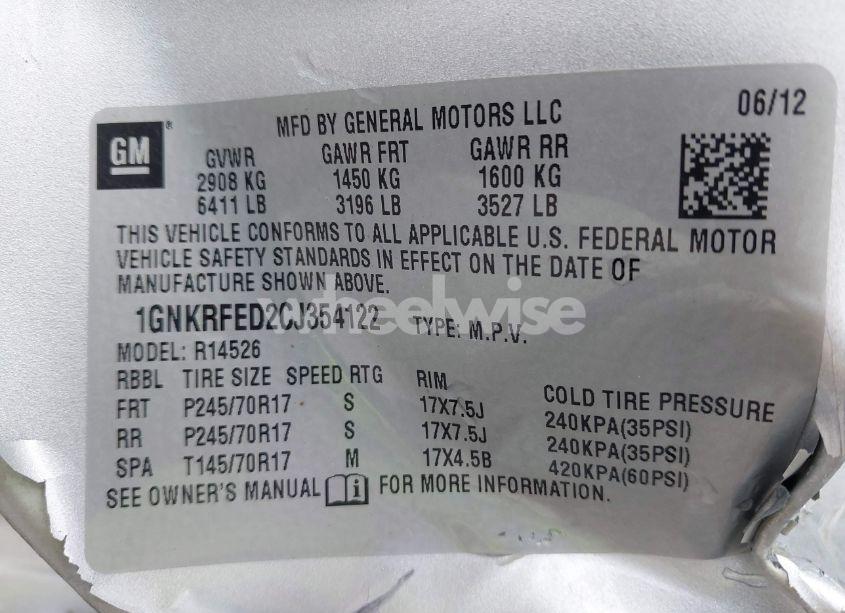 06/12
MFD BY GENERAL MOTORS LLC
GM®
GVWR GAWR FRT GAWR RR
2908 KG 1450 KG 1600 KG
6411 LB 3196 LB 3527 LB
THIS VEHICLE CONFORMS TO ALL APPLICABLE U.S. FEDERAL MOTOR
VEHICLE SAFETY STANDARDS IN EFFECT ON THE DATE OF
MANUFACTURE SHOWN ABOVE.
wheelwise
1GNKRFED2CJ354122 TYPE: M.P.V.
MODEL: R14526
RBBL TIRE SIZE SPEED RTG RIM COLD TIRE PRESSURE
FRT P245/70R17 S 17X7.5J 240KPA(35PSI)
RR P245/70R17 S 17X7.5J 240KPA(35PSI)
SPA T145/70R17 M 17X4.5B 420KPA(60PSI)
SEE OWNER'S MANUAL i FOR MORE INFORMATION.